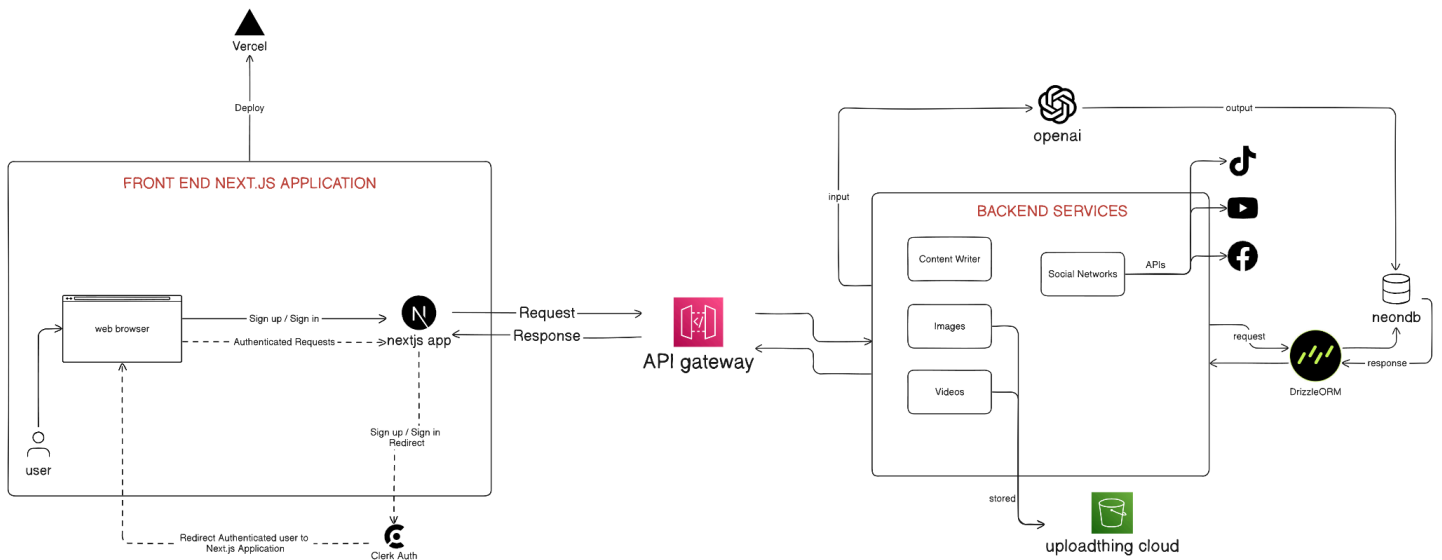 Vercel
Deploy
FRONT END NEXT.JS APPLICATION
web browser
Sign up / Sign in
Authenticated Requests
N
nextjs app
user
Sign up / Sign in
Redirect
Redirect Authenticated user to
Next.js Application
Clerk Auth
Request
Response
API gateway
openai
input
output
BACKEND SERVICES
Content Writer
Images
Videos
Social Networks
APIs
stored
uploadthing cloud
request
DrizzleORM
response
neondb